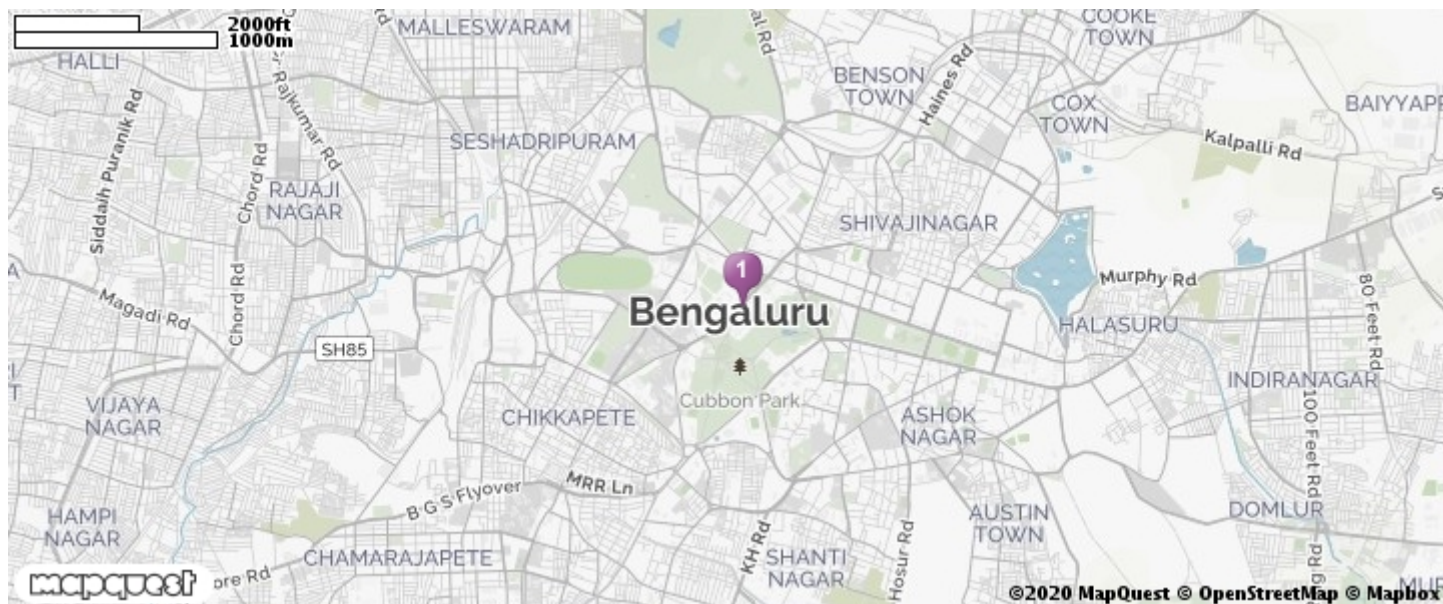 2000ft
1000m
MALLESWARAM
COOKE
TOWN
HALLI
Rajkumar Rd
BENSON
TOWN
Haines Rd
COX
TOWN
Siddaih Puranik Rd
Chord Rd
SESHADRIPURAM
Kalpalli Rd
RAJAJI
NAGAR
SHIVAJINAGAR
1
Murphy Rd
Magadi Rd
Chord Rd
Bengaluru
HALASURU
80 Feet Rd
SH85
Cubbon Park
INDIRANAGAR
VIJAYA
NAGAR
CHIKKAPETE
ASHOK
NAGAR
100 Feet Rd
MRR Ln
B G S Flyover
HAMPI
NAGAR
AUSTIN
TOWN
DOMLUR
CHAMARAJAPETE
KH Rd
SHANTI
NAGAR
Hosur Rd
mapquest
©2020 MapQuest © OpenStreetMap © Mapbox